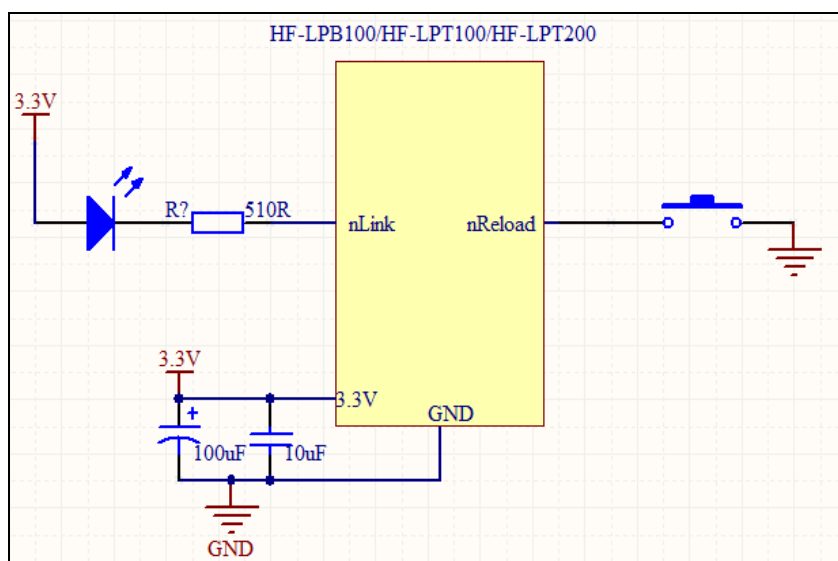 HF-LPB100/HF-LPT100/HF-LPT200
3.3V
R? 510R
nLink nReload
3.3V
3.3V
GND
+
100uF 10uF
GND